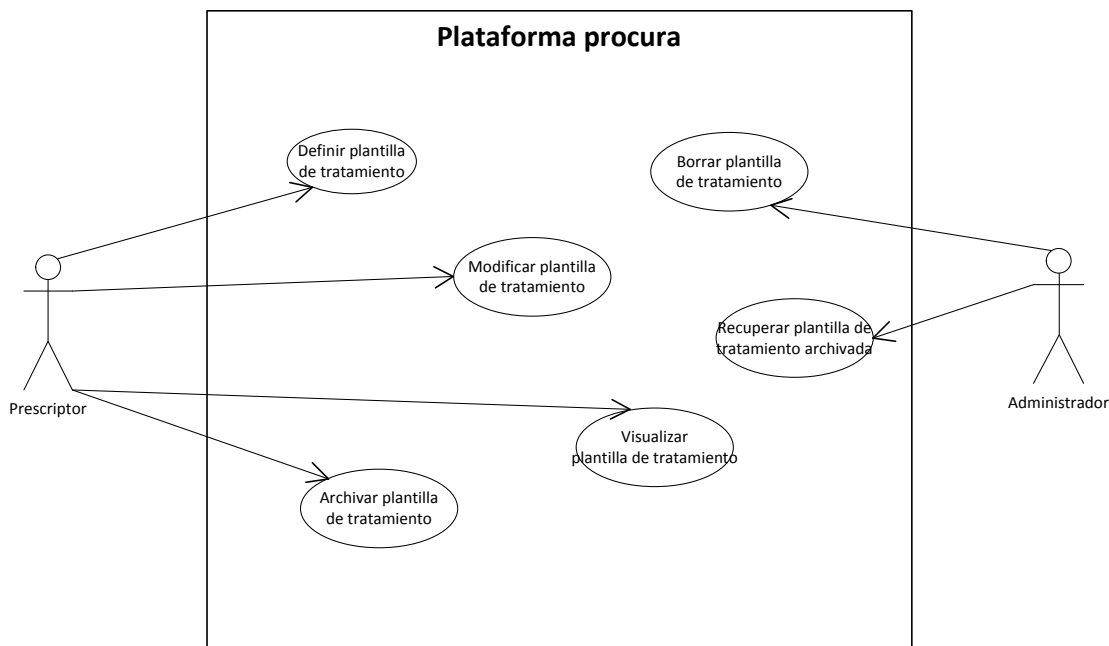 Plataforma procura
Definir plantilla
de tratamiento
Borrar plantilla
de tratamiento
Modificar plantilla
de tratamiento
Recuperar plantilla de
tratamiento archivada
Prescriptor
Administrador
Visualizar
plantilla de tratamiento
Archivar plantilla
de tratamiento